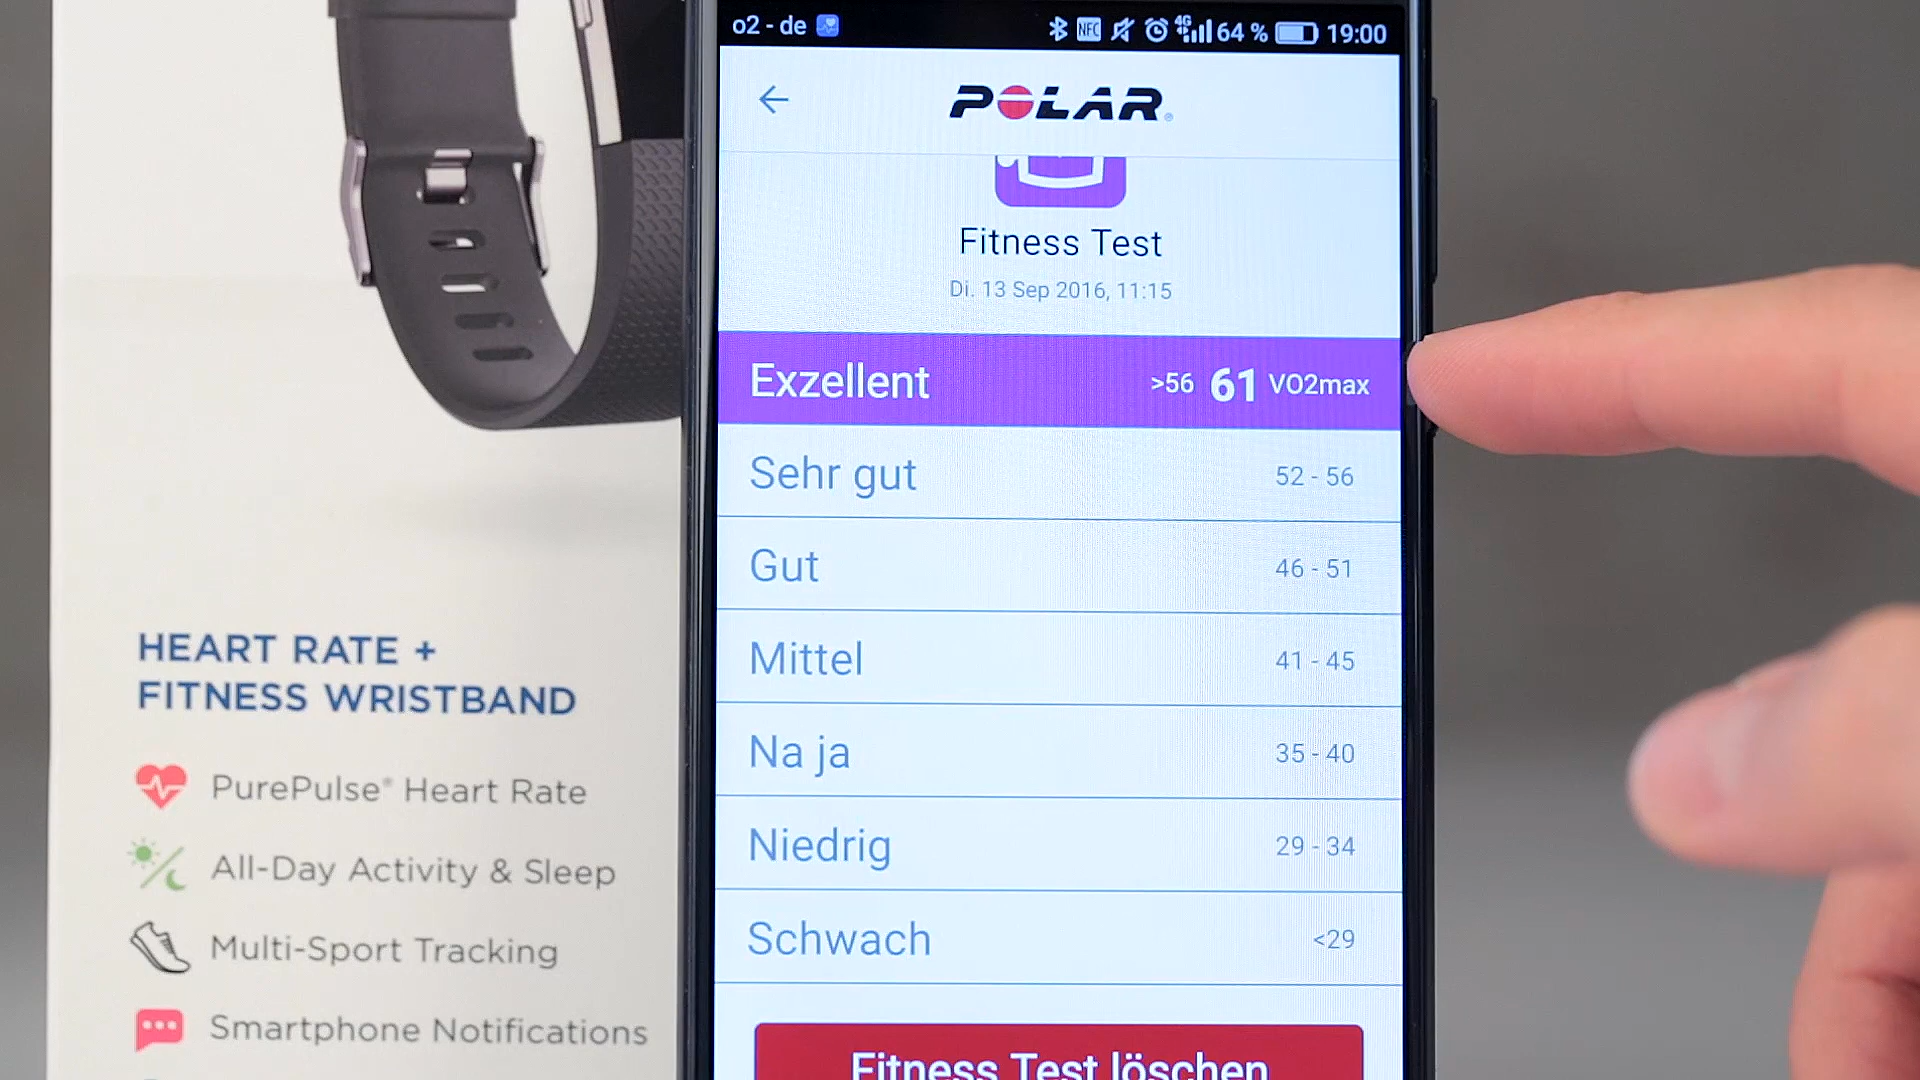 o2 - de
NFC 4G 64 % 19:00
POLAR
Fitness Test
Di. 13 Sep 2016, 11:15
Exzellent >56 61 VO2max
Sehr gut 52 - 56
Gut 46 - 51
Mittel 41 - 45
Na ja 35 - 40
Niedrig 29 - 34
Schwach <29
Fitness Test löschen
HEART RATE +
FITNESS WRISTBAND
PurePulse® Heart Rate
All-Day Activity & Sleep
Multi-Sport Tracking
Smartphone Notifications